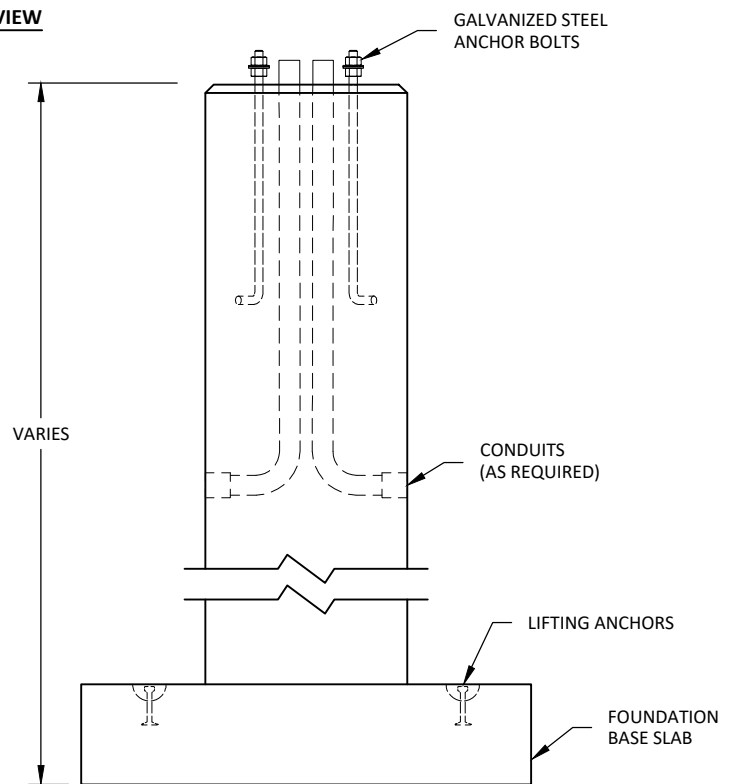 VIEW
GALVANIZED STEEL
ANCHOR BOLTS
VARIES
CONDUITS
(AS REQUIRED)
LIFTING ANCHORS
FOUNDATION
BASE SLAB